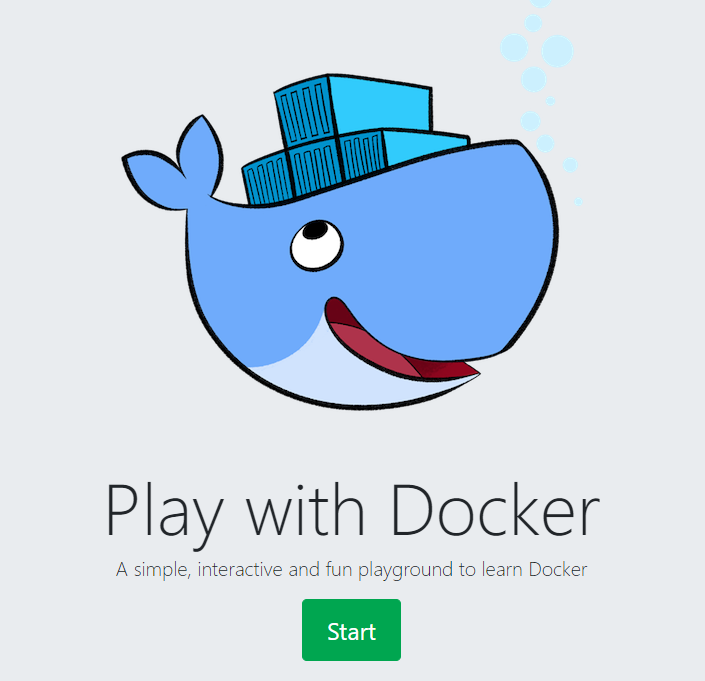 Play with Docker
A simple, interactive and fun playground to learn Docker
Start